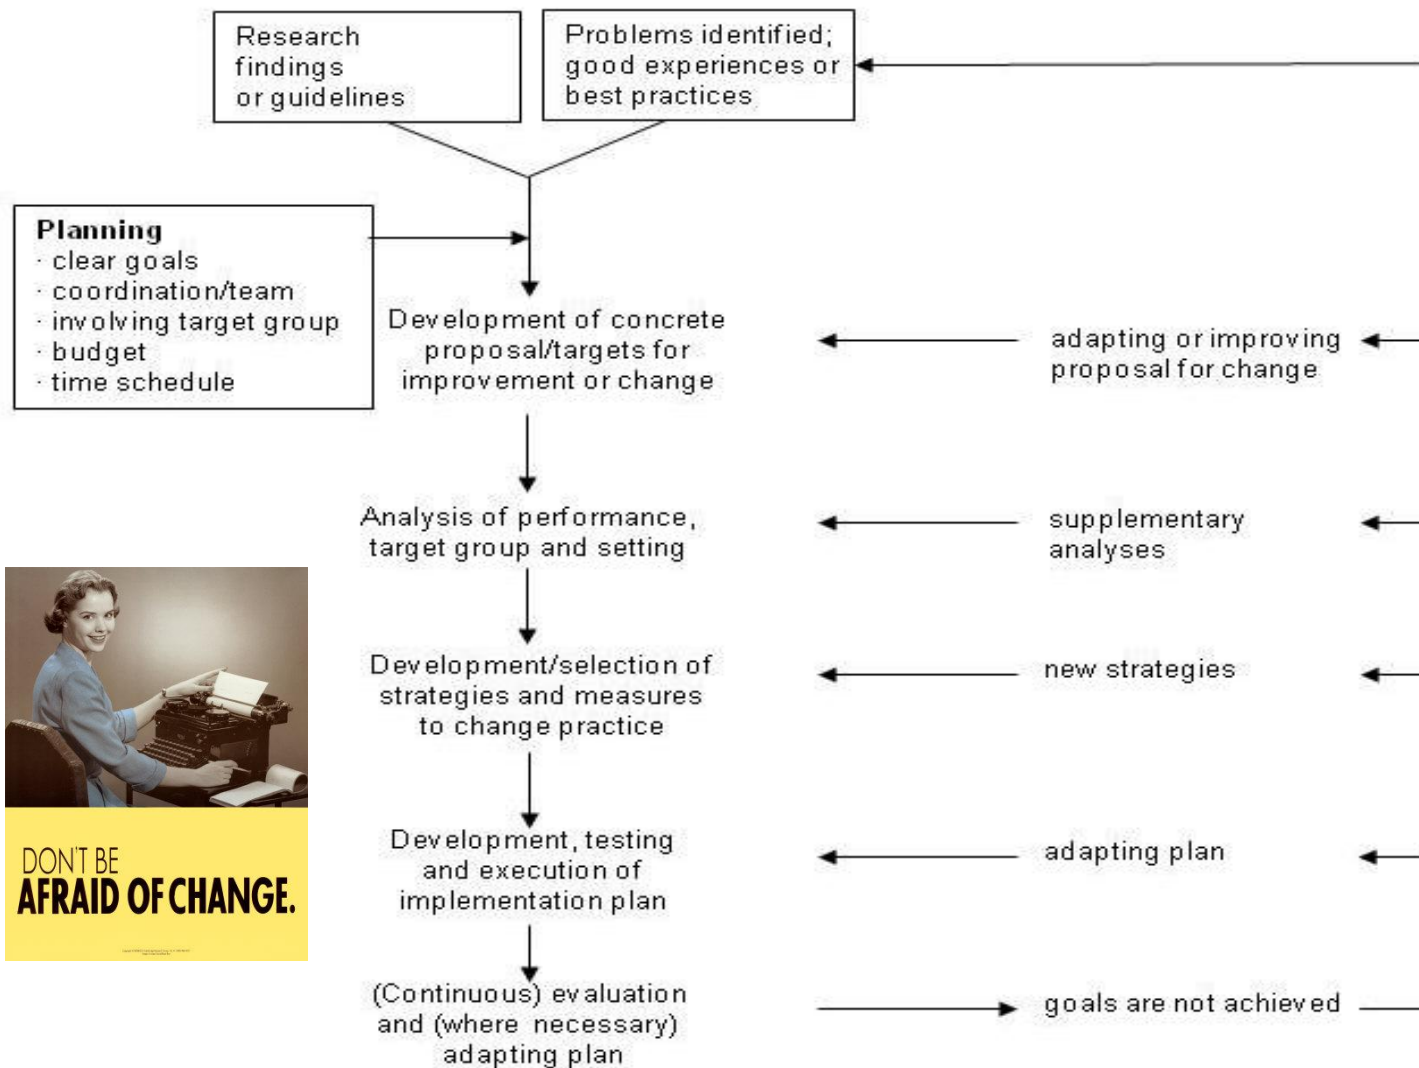 Research
findings
or guidelines
Problems identified;
good experiences or
best practices
Planning
· clear goals
· coordination/team
· involving target group
· budget
· time schedule
Development of concrete
proposal/targets for
improvement or change
adapting or improving
proposal for change
Analysis of performance,
target group and setting
supplementary
analyses
Development/selection of
strategies and measures
to change practice
new strategies
Development, testing
and execution of
implementation plan
adapting plan
(Continuous) evaluation
and (where necessary)
adapting plan
goals are not achieved
DON'T BE
AFRAID OF CHANGE.